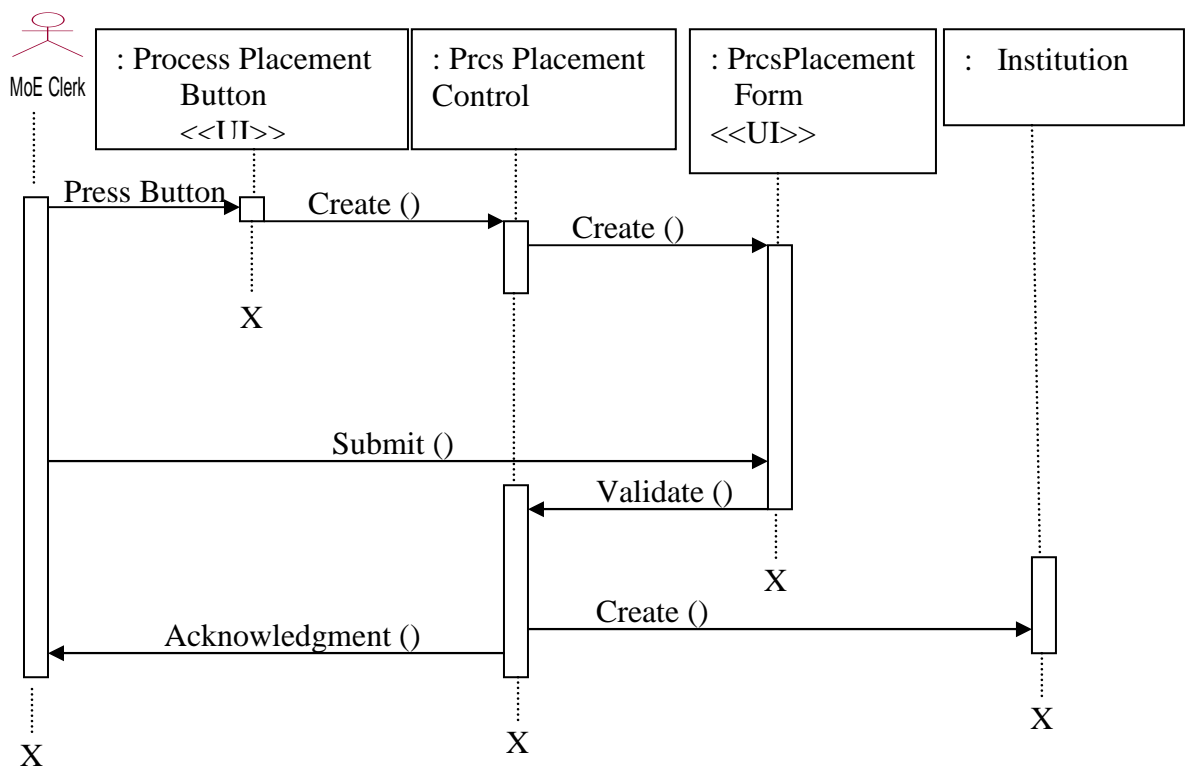 MoE Clerk
: Process Placement
Button
<<UI>>
: Prcs Placement
Control
: PrcsPlacement
Form
<<UI>>
: Institution
Press Button
Create ()
Create ()
X
Submit ()
Validate ()
X
Create ()
Acknowledgment ()
X
X
X